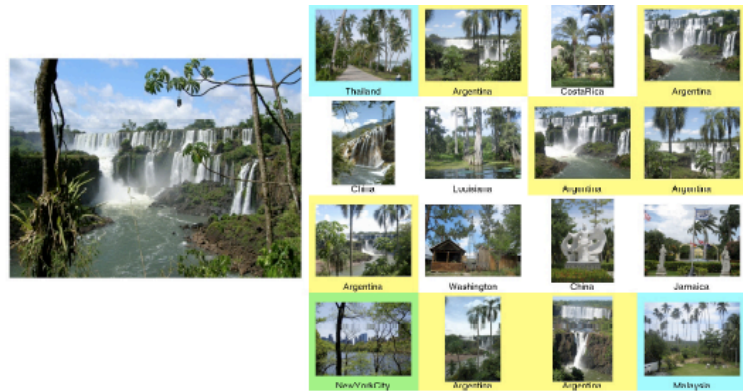 Thailand
Argentina
CostaRica
Argentina
China
Louisiana
Argentina
Argentina
Argentina
Washington
China
Jamaica
NewYorkCity
Argentina
Argentina
Malaysia